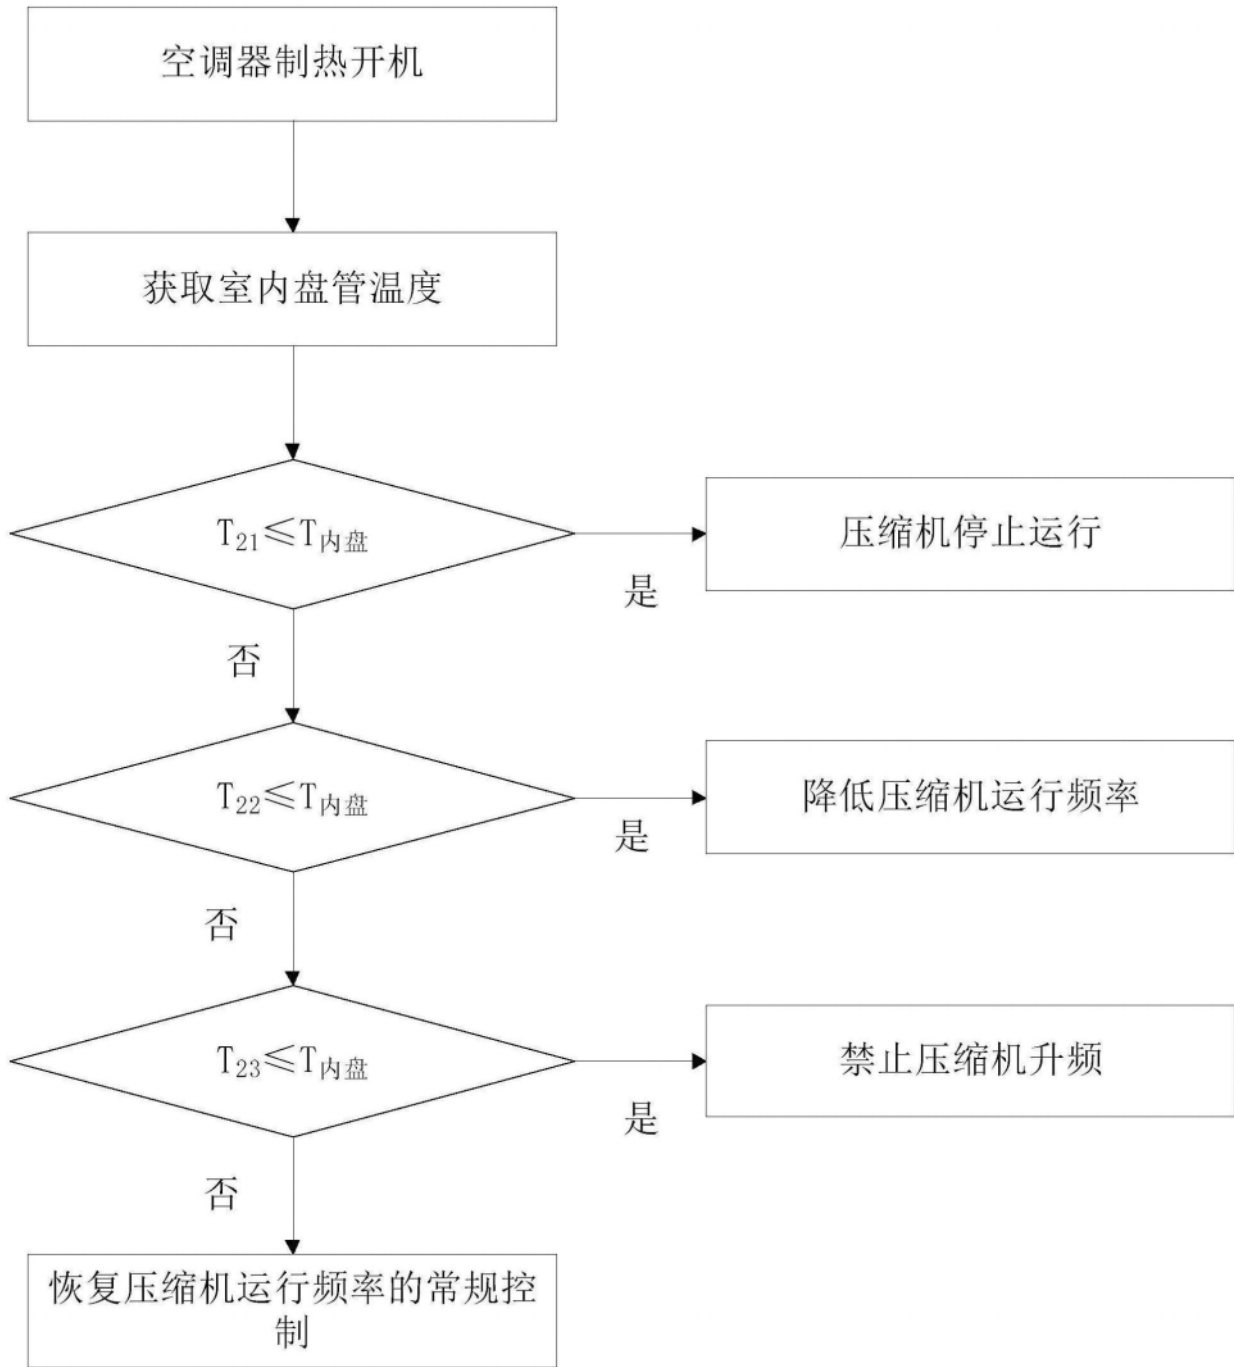 空调器制热开机
获取室内盘管温度
T21≤T内盘
压缩机停止运行
是
否
T22≤T内盘
降低压缩机运行频率
是
否
T23≤T内盘
禁止压缩机升频
是
否
恢复压缩机运行频率的常规控
制